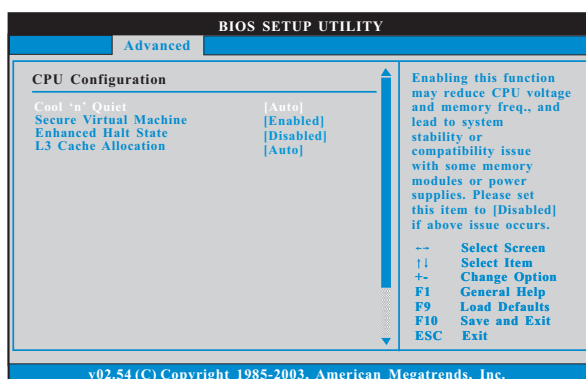 BIOS SETUP UTILITY
Advanced
CPU Configuration
Cool ‘n’ Quiet [Auto]
Secure Virtual Machine [Enabled]
Enhanced Halt State [Disabled]
L3 Cache Allocation [Auto]
Enabling this function
may reduce CPU voltage
and memory freq., and
lead to system
stability or
compatibility issue
with some memory
modules or power
supplies. Please set
this item to [Disabled]
if above issue occurs.
←→ Select Screen
↑↓ Select Item
+- Change Option
F1 General Help
F9 Load Defaults
F10 Save and Exit
ESC Exit
v02.54 (C) Copyright 1985-2003, American Megatrends, Inc.